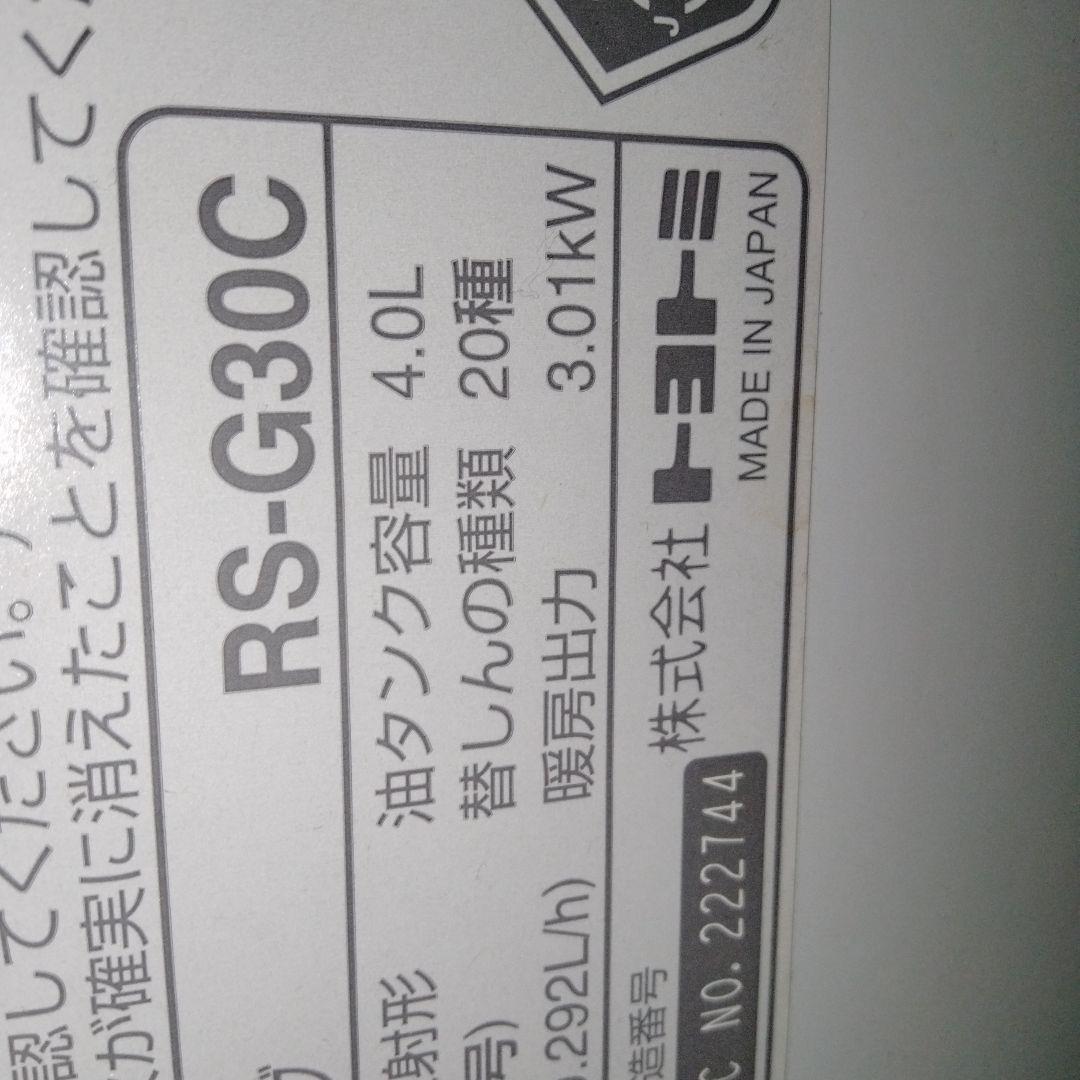 認してください。)
が確実に消えたことを確認してく
RS-G30C
射形 油タンク容量 4.0L
号) 替しんの種類 20種
.292L/h) 暖房出力 3.01kW
造番号 株式会社トヨトミ
C NO.222744 MADE IN JAPAN
J